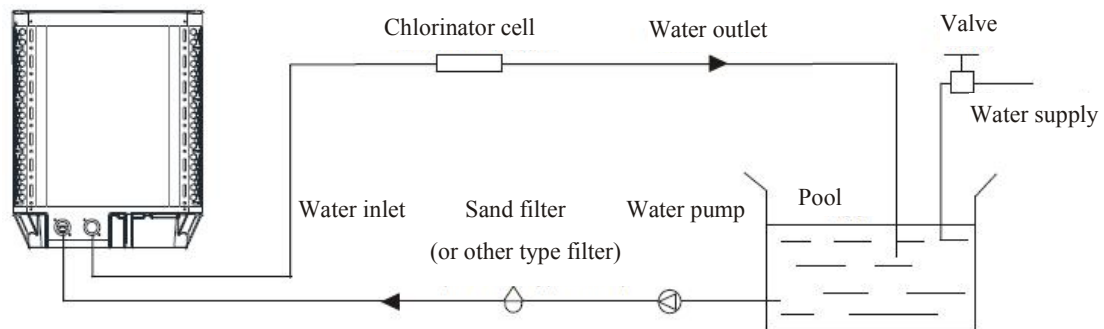 Chlorinator cell
Water outlet
Valve
Water supply
Water inlet
Sand filter
(or other type filter)
Water pump
Pool